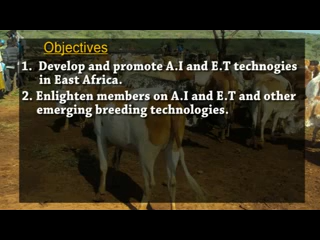 Objectives
1. Develop and promote A.I and E.T technogies
in East Africa.
2. Enlighten members on A.I and E.T and other
emerging breeding technologies.